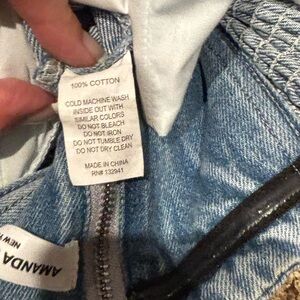 100% COTTON
COLD MACHINE WASH
INSIDE OUT WITH
SIMILAR COLORS
DO NOT BLEACH
DO NOT IRON
DO NOT TUMBLE DRY
DO NOT DRY CLEAN
MADE IN CHINA
RN# 132941
AMANDA
NEW